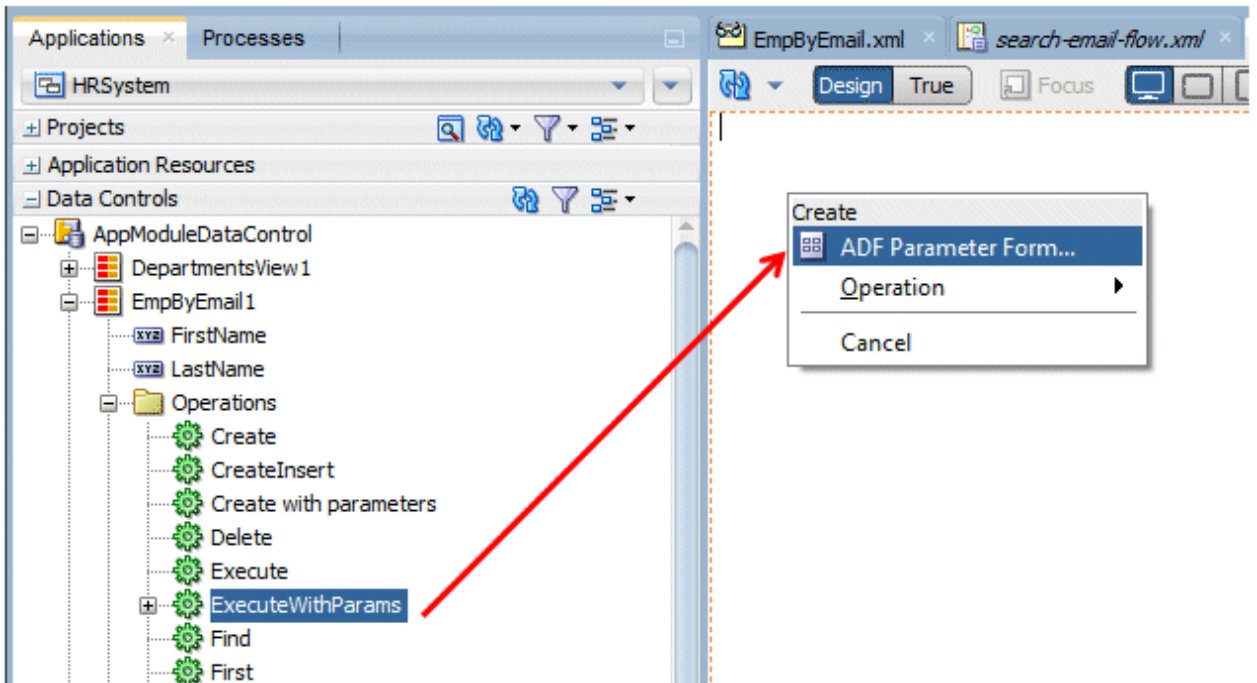 Applications Processes
HRSystem
Projects
Application Resources
Data Controls
AppModuleDataControl
DepartmentsView1
EmpByEmail1
XYZ FirstName
XYZ LastName
Operations
Create
CreateInsert
Create with parameters
Delete
Execute
ExecuteWithParams
Find
First
EmpByEmail.xml search-email-flow.xml
Design True Focus
Create
ADF Parameter Form...
Operation
Cancel